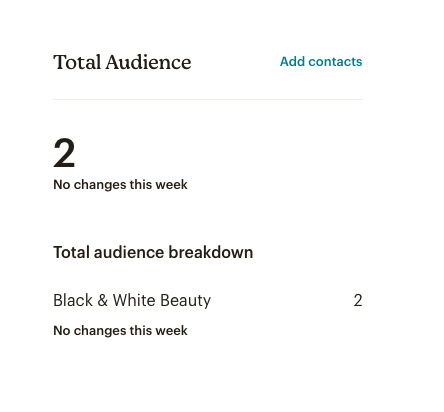 Total Audience
Add contacts
2
No changes this week
Total audience breakdown
Black & White Beauty 2
No changes this week